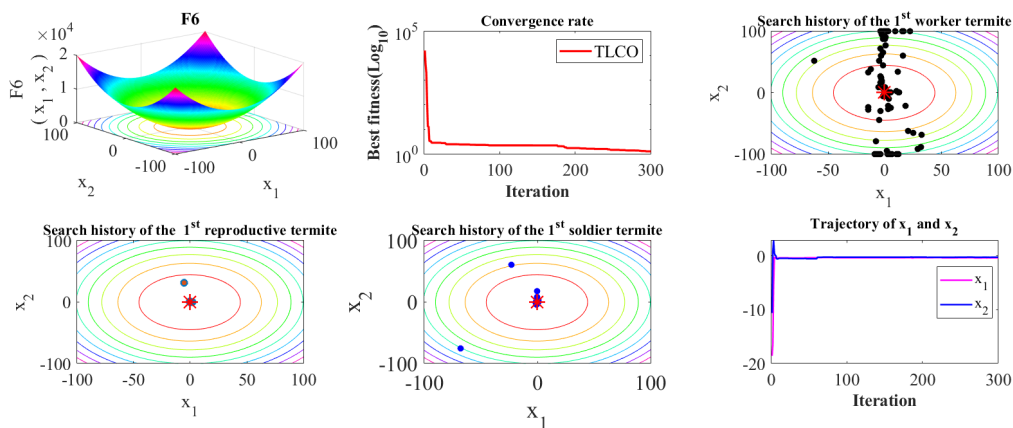 F6
F6
( x1 , x2 )
×10^4
2
1
0
100
0
-100
-100
0
100
x2
x1
Convergence rate
Best fitness(Log10)
10^5
10^0
TLCO
0
100
200
300
Iteration
Search history of the 1st worker termite
x2
100
0
-100
-100
-50
0
50
100
x1
Search history of the 1st reproductive termite
x2
100
0
-100
-100
-50
0
50
100
x1
Search history of the 1st soldier termite
x2
100
0
-100
-100
-50
0
50
100
x1
Trajectory of x1 and x2
0
-10
-20
x1
x2
0
100
200
300
Iteration